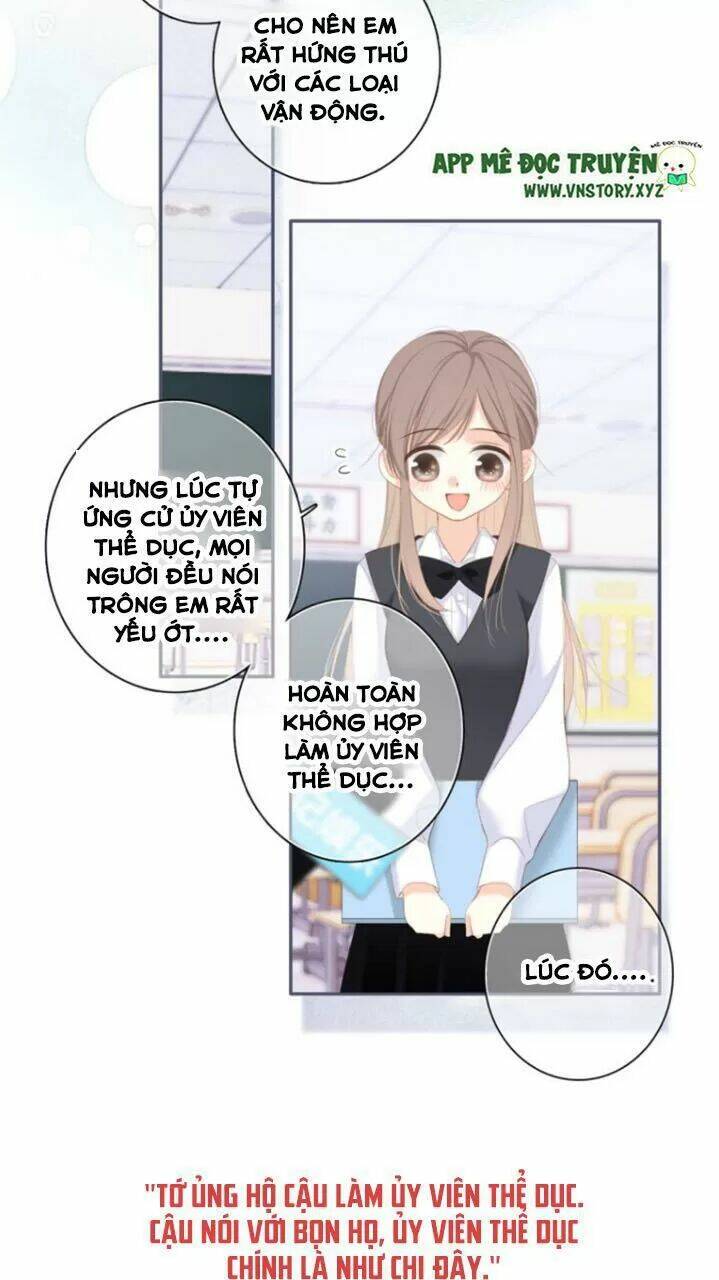 CHO NÊN EM
RẤT HỨNG THÚ
VỚI CÁC LOẠI
VẬN ĐỘNG.
MÊ ĐỌC TRUYỆN
APP MÊ ĐỌC TRUYỆN
WWW.VNSTORY.XYZ
NHƯNG LÚC TỰ
ỨNG CỬ ỦY VIÊN
THỂ DỤC, MỌI
NGƯỜI ĐỀU NÓI
TRÔNG EM RẤT
YẾU ỚT....
HOÀN TOÀN
KHÔNG HỢP
LÀM ỦY VIÊN
THỂ DỤC...
LÚC ĐÓ....
"TỚ ỦNG HỘ CẬU LÀM ỦY VIÊN THỂ DỤC.
CẬU NÓI VỚI BỌN HỌ, ỦY VIÊN THỂ DỤC
CHÍNH LÀ NHƯ CHI ĐÂY."